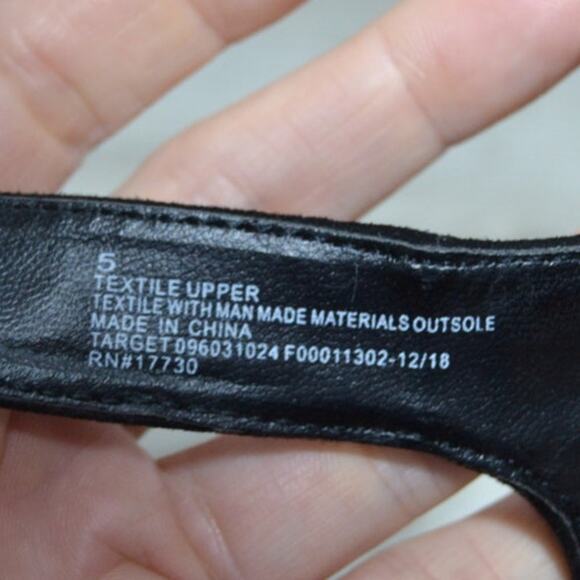 5
TEXTILE UPPER
TEXTILE WITH MAN MADE MATERIALS OUTSOLE
MADE IN CHINA
TARGET 096031024 F00011302-12/18
RN#17730